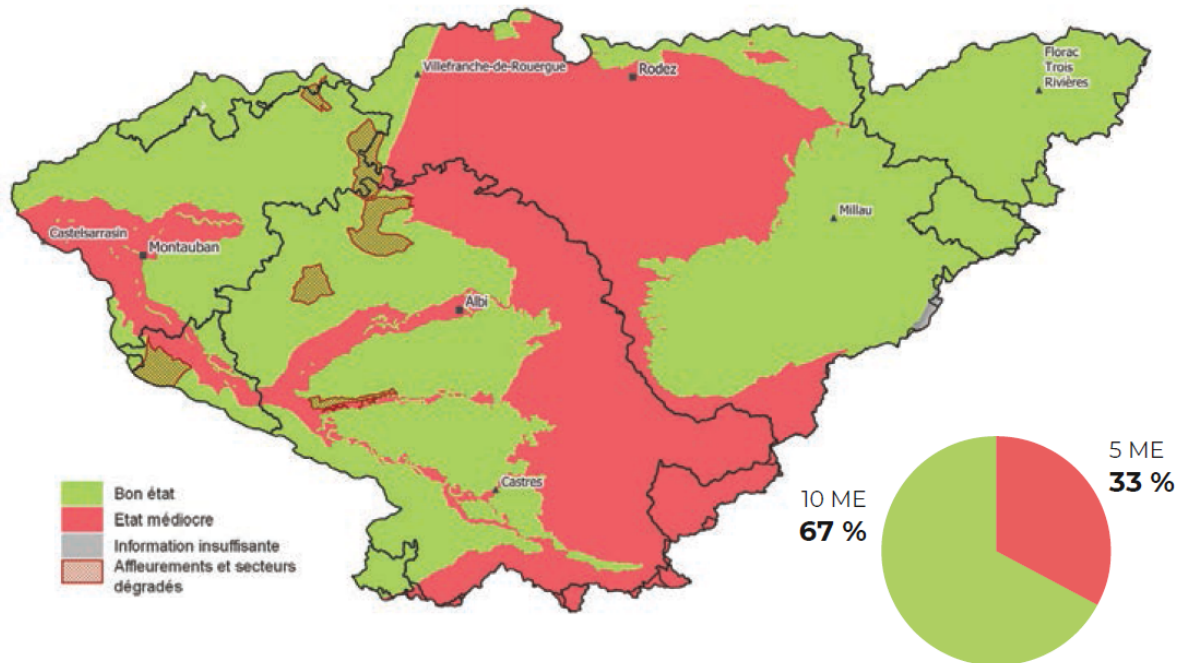 Villefranche-de-Rouergue
Rodez
Florac
Trois
Rivières
Millau
Castelsarrasin
Montauban
Albi
Castres
Bon état
Etat médiocre
Information insuffisante
Affleurements et secteurs
dégradés
5 ME
33 %
10 ME
67 %